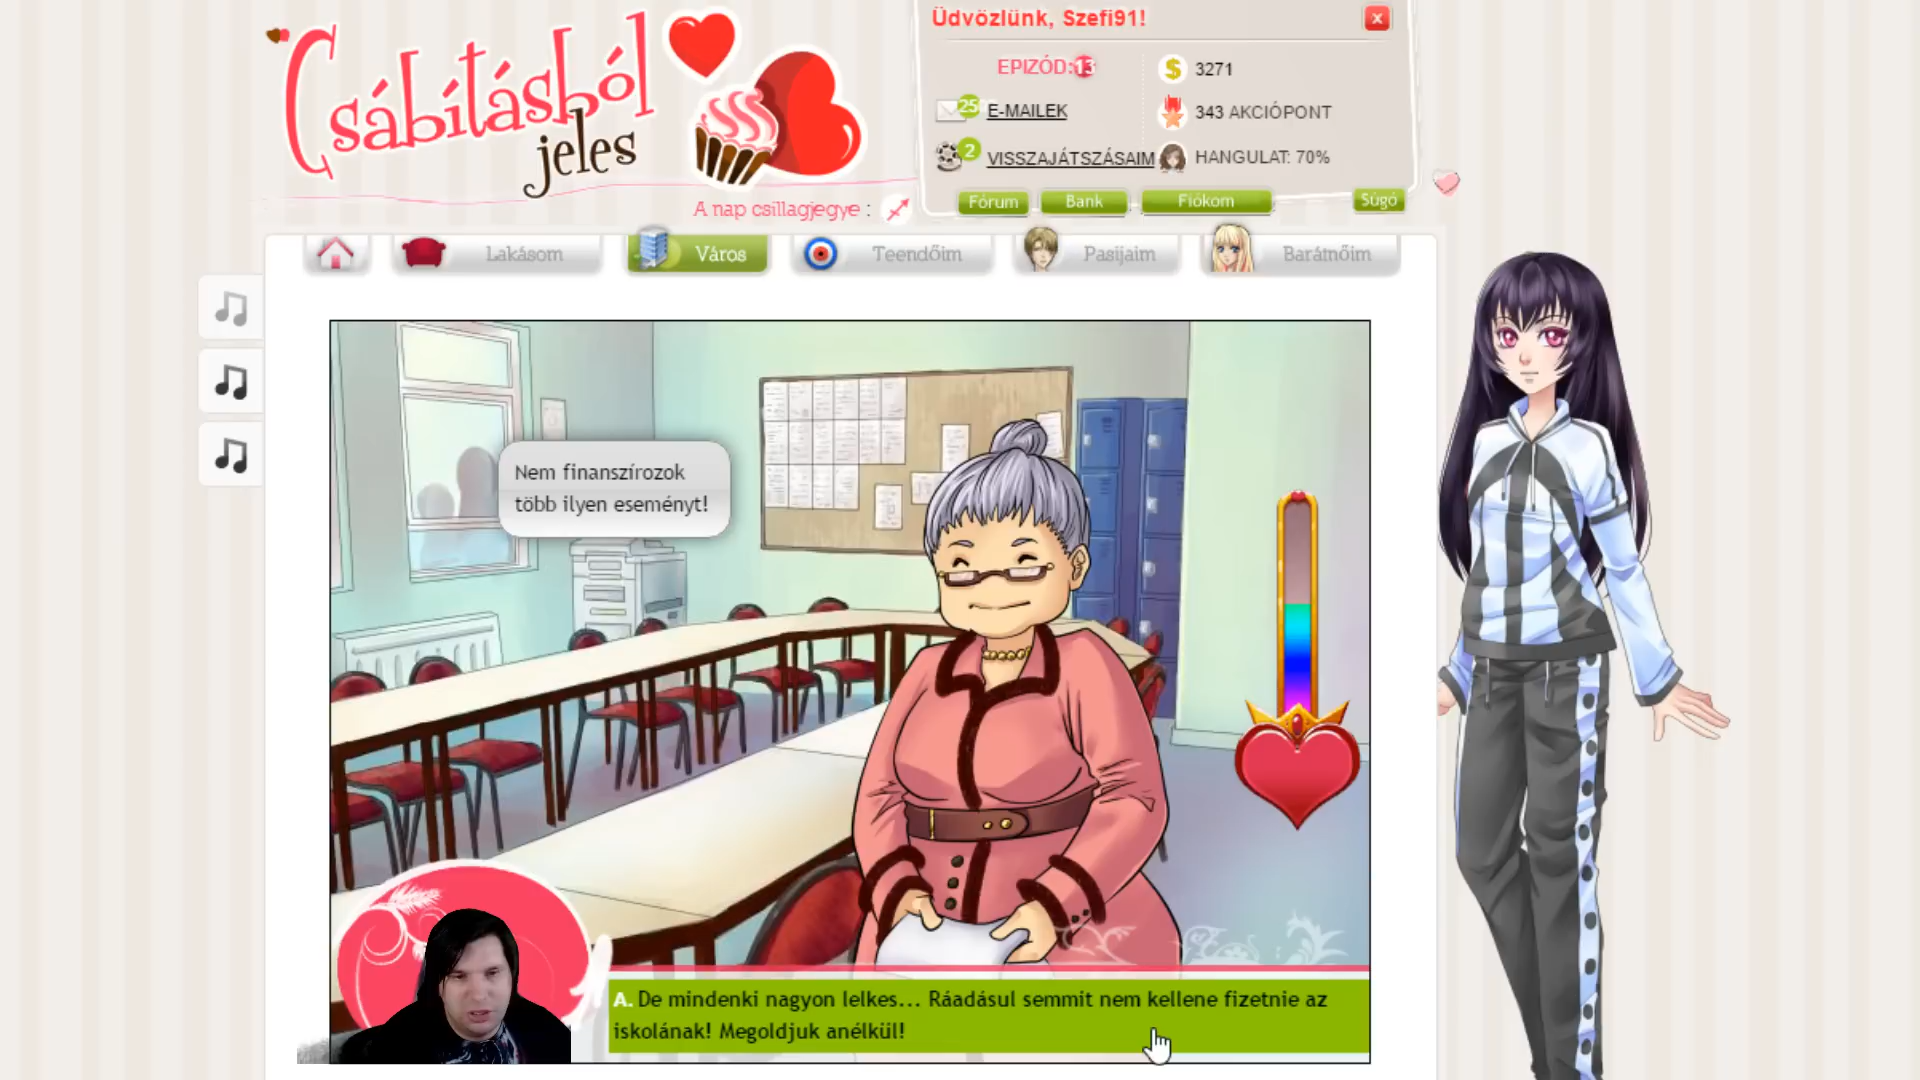 Csábításból
jeles
A nap csillagjegye :
Üdvözlünk, Szefi91!
x
EPIZÓD:13
$ 3271
25 E-MAILEK
343 AKCIÓPONT
2 VISSZAJÁTSZÁSAIM
HANGULAT: 70%
Fórum
Bank
Fiókom
Súgó
Lakásom
Város
Teendőim
Pasijaim
Barátnőim
Nem finanszírozok
több ilyen eseményt!
A. De mindenki nagyon lelkes... Ráadásul semmit nem kellene fizetnie az
iskolának! Megoldjuk anélkül!